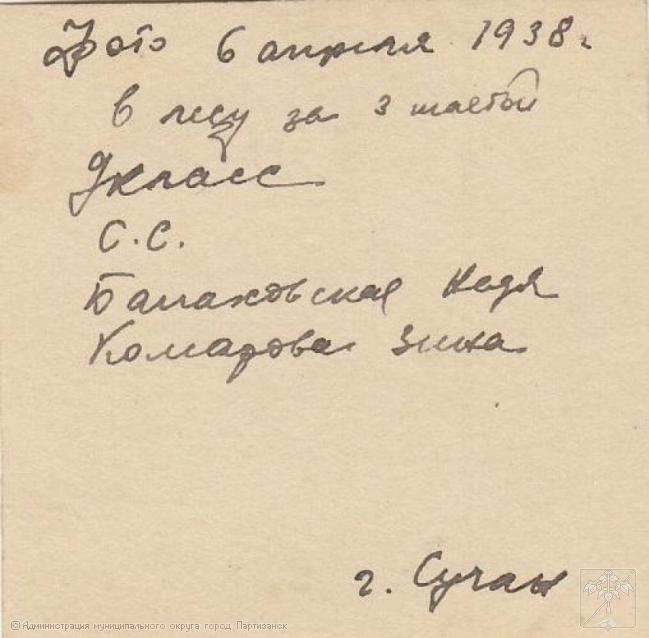 Фото 6 апреля 1938 г
в лесу за 3 шахтой
9 класс
С.С.
Балаховская Надя
Комарова Зина
г. Сучан
© Администрация муниципального округа город Партизанск